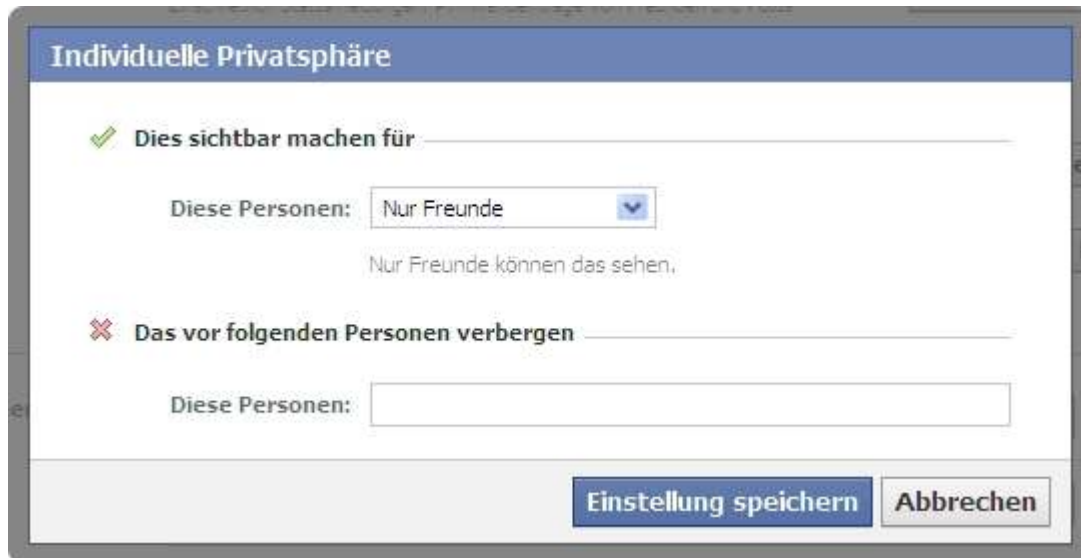 Individuelle Privatsphäre
Dies sichtbar machen für
Diese Personen: Nur Freunde
Nur Freunde können das sehen.
Das vor folgenden Personen verbergen
Diese Personen:
Einstellung speichern Abbrechen